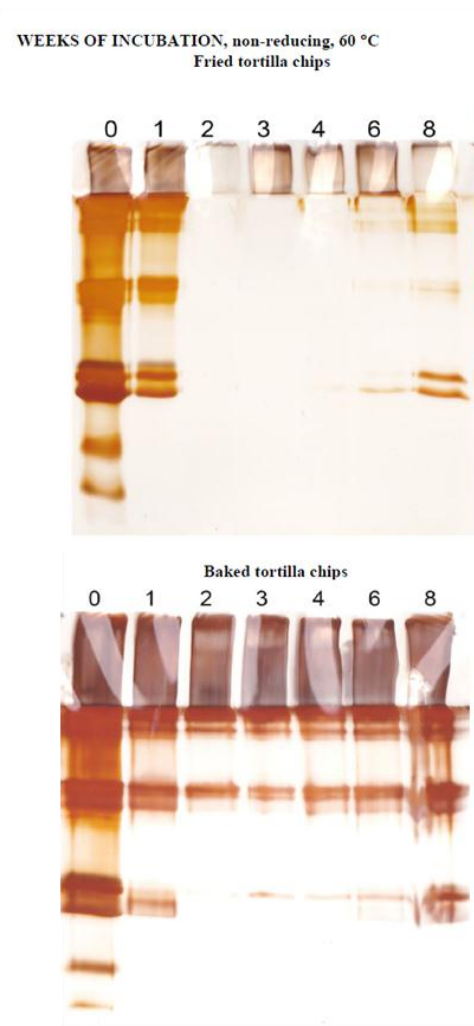 WEEKS OF INCUBATION, non-reducing, 60 °C
Fried tortilla chips
0 1 2 3 4 6 8
Baked tortilla chips
0 1 2 3 4 6 8